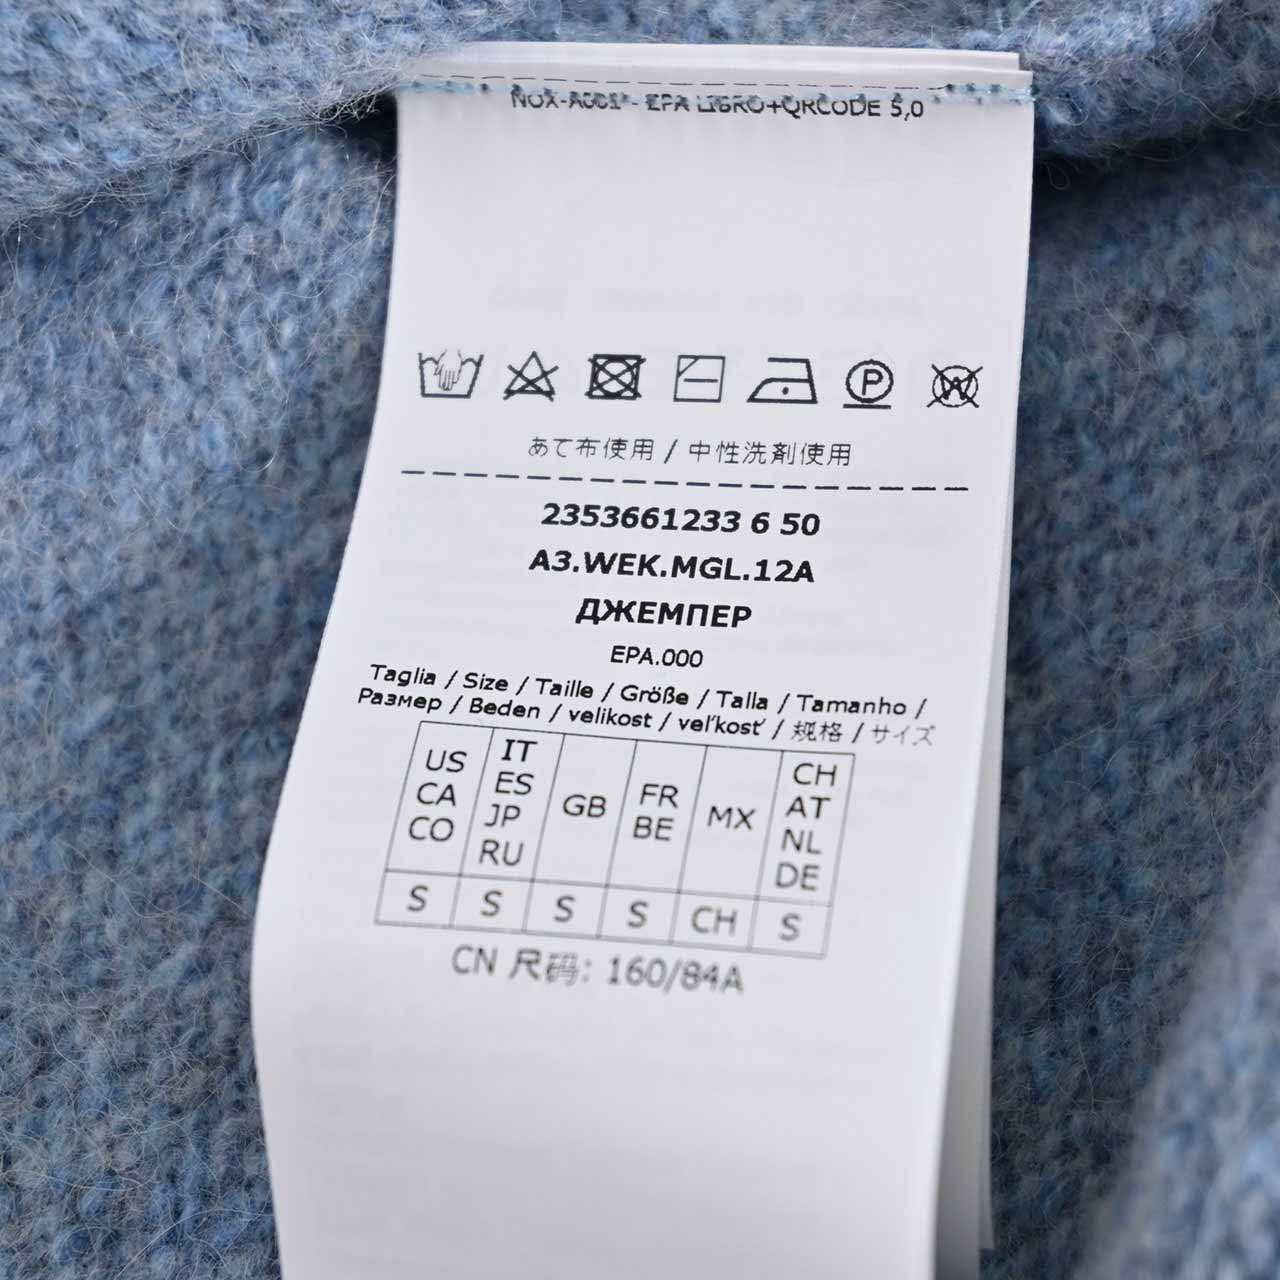 NOX-A001 - EPA LIBRO+QRCODE 5,0
P
W
あて布使用 / 中性洗剤使用
2353661233 6 50
A3.WEK.MGL.12A
ДЖЕМПЕР
EPA.000
Taglia / Size / Taille / Größe / Talla / Tamanho /
Размер / Beden / velikost / veľkosť / 规格 / サイズ
US CA CO
IT ES JP RU
GB
FR BE
MX
CH AT NL DE
S S S S CH S
CN 尺码: 160/84A